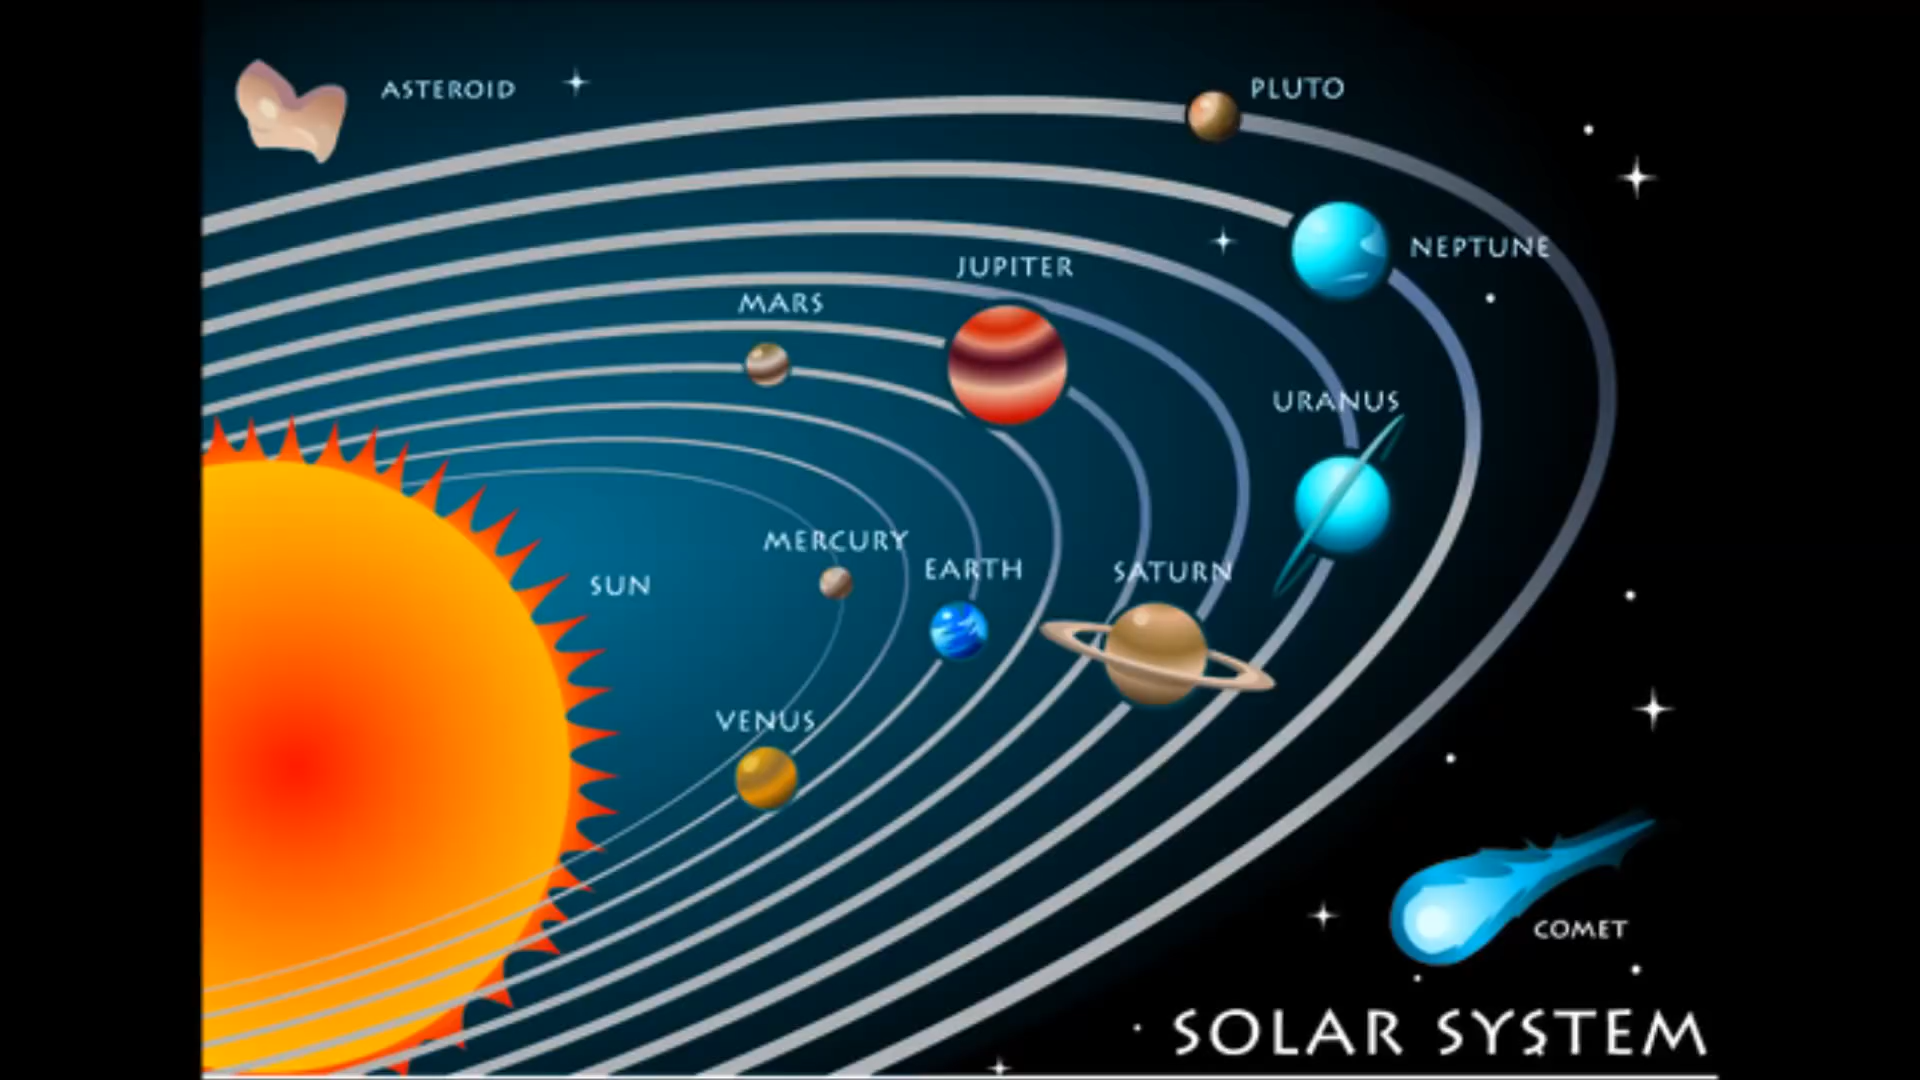 ASTEROID
PLUTO
NEPTUNE
JUPITER
MARS
URANUS
MERCURY
EARTH
SATURN
SUN
VENUS
COMET
SOLAR SYSTEM